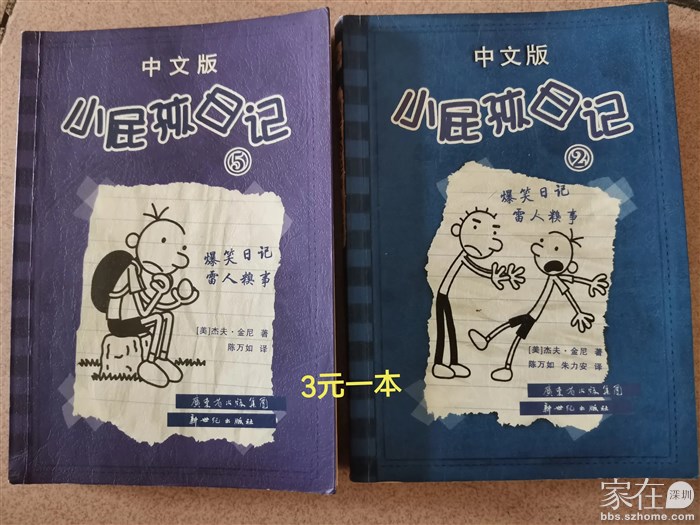 中文版
小屁孩日记
⑤
爆笑日记
雷人糗事
[美]杰夫·金尼 著
陈万如 译
广东省出版集团
新世纪出版社
中文版
小屁孩日记
②
爆笑日记
雷人糗事
[美]杰夫·金尼 著
陈万如 朱力安 译
广东省出版集团
新世纪出版社
3元一本
家在深圳
bbs.szhome.com